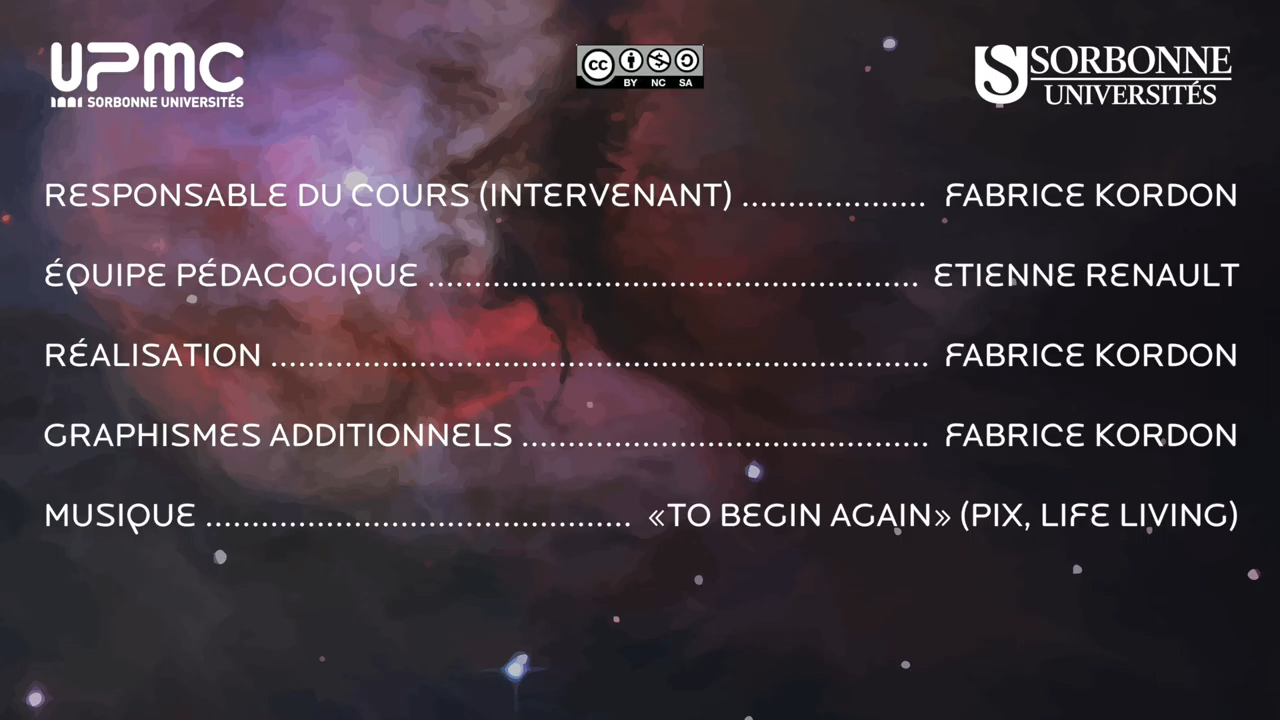 UPMC
SORBONNE UNIVERSITÉS
cc
BY NC SA
S SORBONNE
UNIVERSITÉS
RESPONSABLE DU COURS (INTERVENANT) .................... FABRICE KORDON
ÉQUIPE PÉDAGOGIQUE ..................................................... ETIENNE RENAULT
RÉALISATION ....................................................................... FABRICE KORDON
GRAPHISMES ADDITIONNELS ............................................ FABRICE KORDON
MUSIQUE .............................................. «TO BEGIN AGAIN» (PIX, LIFE LIVING)